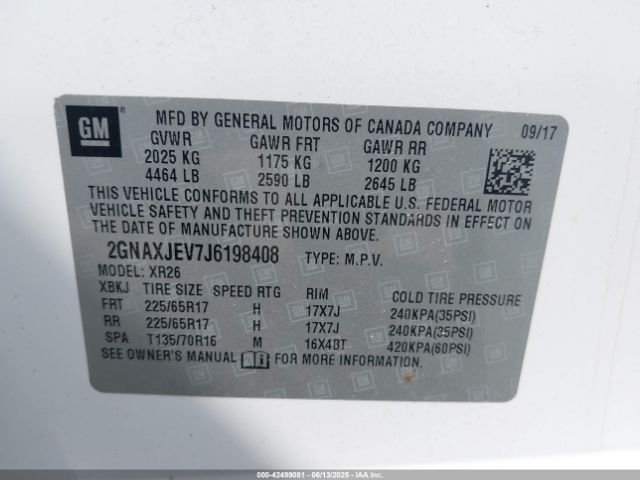 GM ®
MFD BY GENERAL MOTORS OF CANADA COMPANY 09/17
GVWR GAWR FRT GAWR RR
2025 KG 1175 KG 1200 KG
4464 LB 2590 LB 2645 LB
THIS VEHICLE CONFORMS TO ALL APPLICABLE U.S. FEDERAL MOTOR
VEHICLE SAFETY AND THEFT PREVENTION STANDARDS IN EFFECT ON
THE DATE OF MANUFACTURE SHOWN ABOVE.
2GNAXJEV7J6198408 TYPE: M.P.V.
MODEL: XR26
XBKJ TIRE SIZE SPEED RTG RIM COLD TIRE PRESSURE
FRT 225/65R17 H 17X7J 240KPA(35PSI)
RR 225/65R17 H 17X7J 240KPA(35PSI)
SPA T135/70R16 M 16X4BT 420KPA(60PSI)
SEE OWNER'S MANUAL FOR MORE INFORMATION.
000-42499081 - 06/13/2025 - IAAI.COM